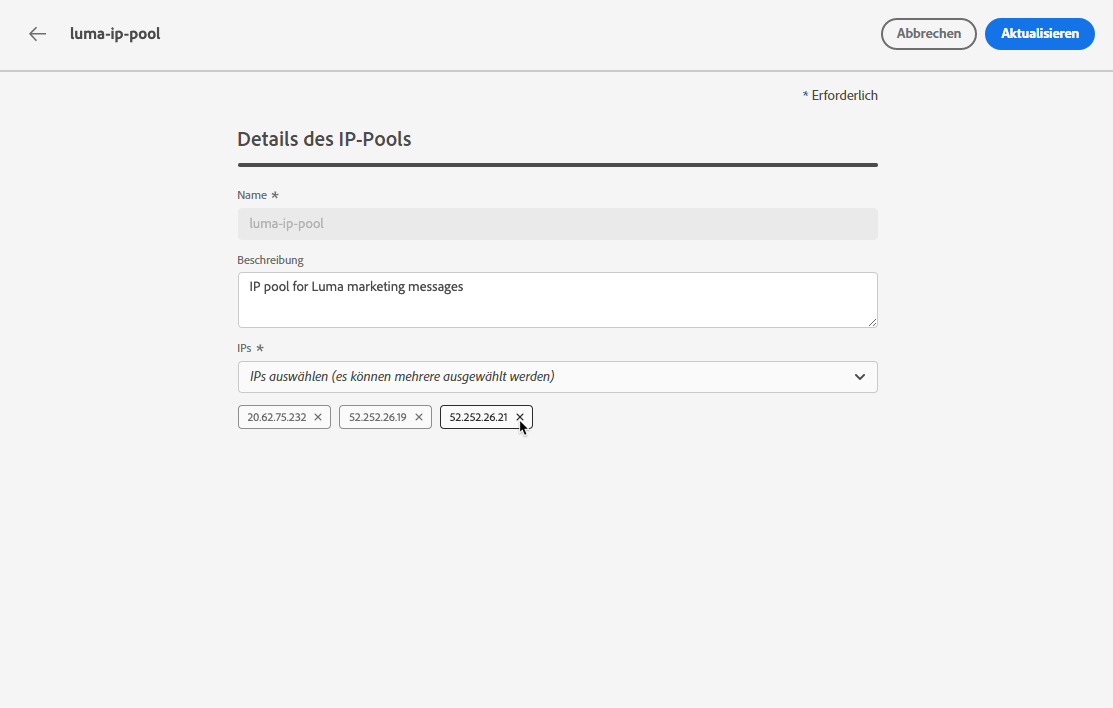 luma-ip-pool
Abbrechen
Aktualisieren
* Erforderlich
Details des IP-Pools
Name *
luma-ip-pool
Beschreibung
IP pool for Luma marketing messages
IPs *
IPs auswählen (es können mehrere ausgewählt werden)
20.62.75.232
52.252.26.19
52.252.26.21